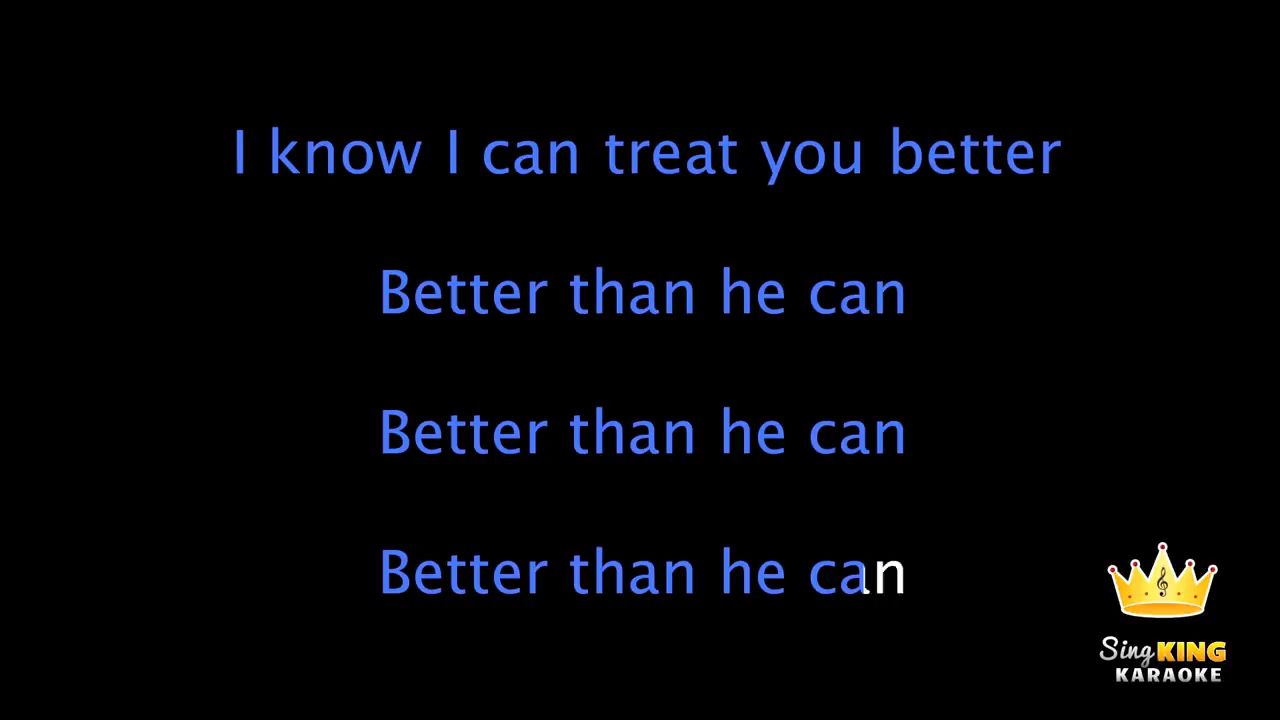 I know I can treat you better
Better than he can
Better than he can
Better than he can
Sing KING
KARAOKE